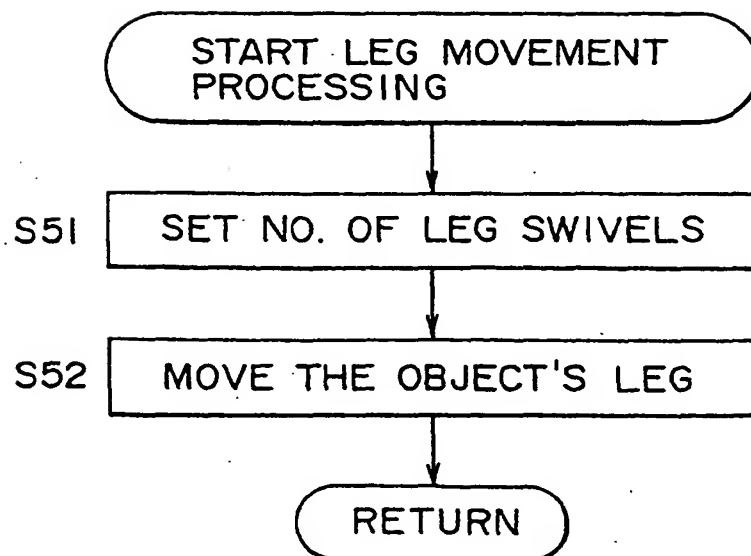 START LEG MOVEMENT
PROCESSING
S51 SET NO. OF LEG SWIVELS
S52 MOVE THE OBJECT'S LEG
RETURN